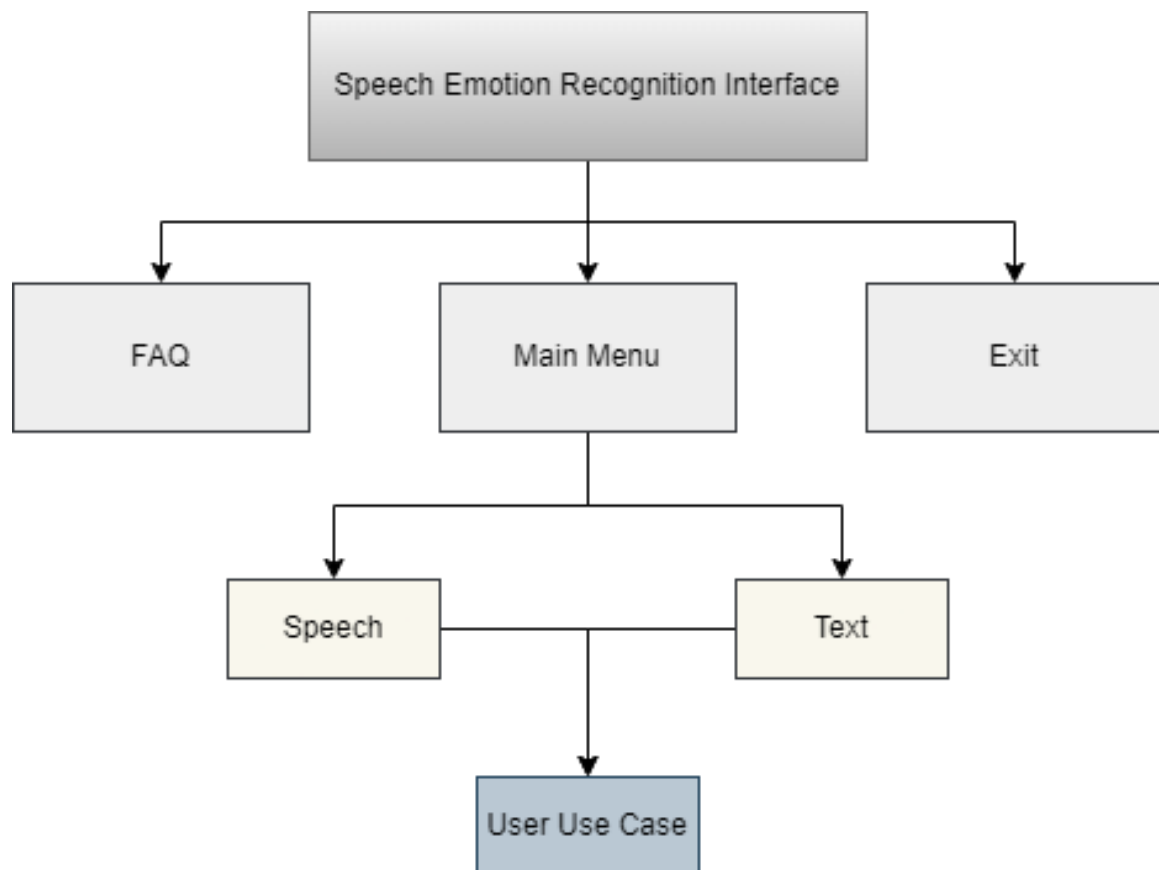 Speech Emotion Recognition Interface
FAQ
Main Menu
Exit
Speech
Text
User Use Case